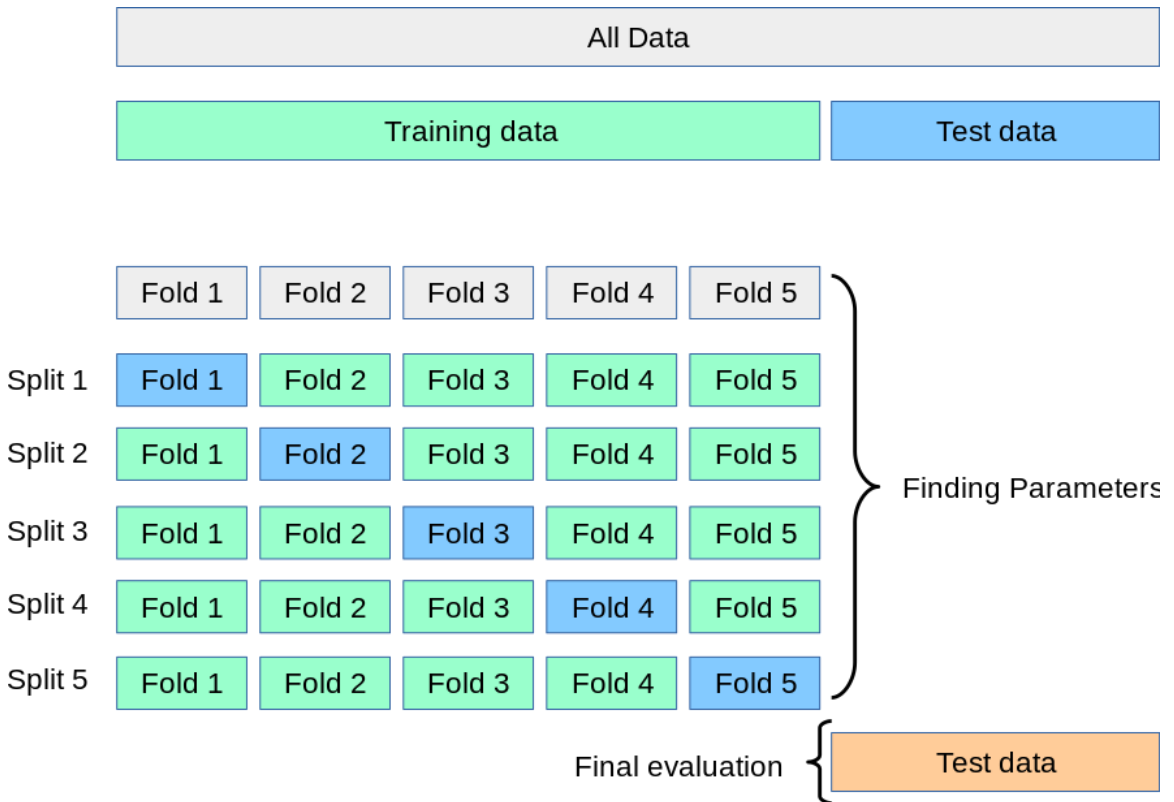 All Data
Training data Test data
Fold 1 Fold 2 Fold 3 Fold 4 Fold 5
Split 1 Fold 1 Fold 2 Fold 3 Fold 4 Fold 5
Split 2 Fold 1 Fold 2 Fold 3 Fold 4 Fold 5
Finding Parameters
Split 3 Fold 1 Fold 2 Fold 3 Fold 4 Fold 5
Split 4 Fold 1 Fold 2 Fold 3 Fold 4 Fold 5
Split 5 Fold 1 Fold 2 Fold 3 Fold 4 Fold 5
Final evaluation Test data